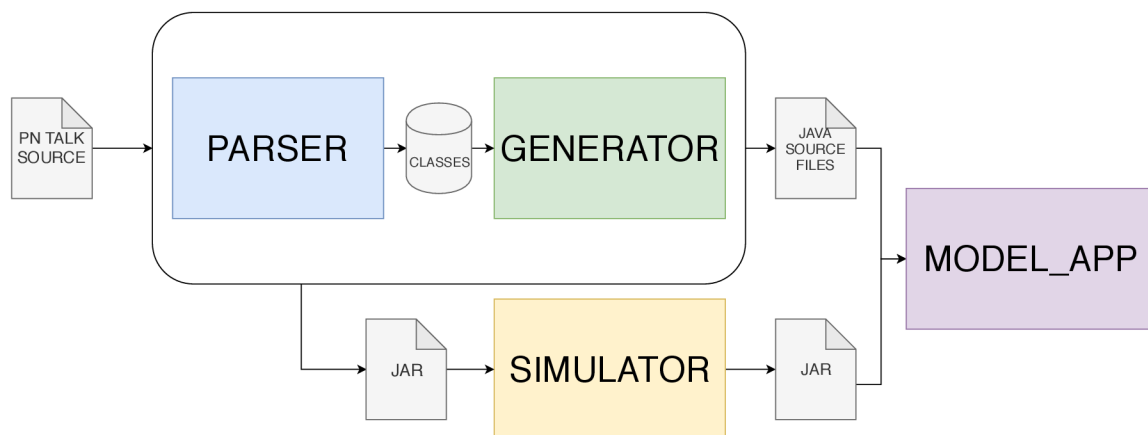 PN TALK
SOURCE
PARSER
CLASSES
GENERATOR
JAVA
SOURCE
FILES
MODEL_APP
JAR
SIMULATOR
JAR